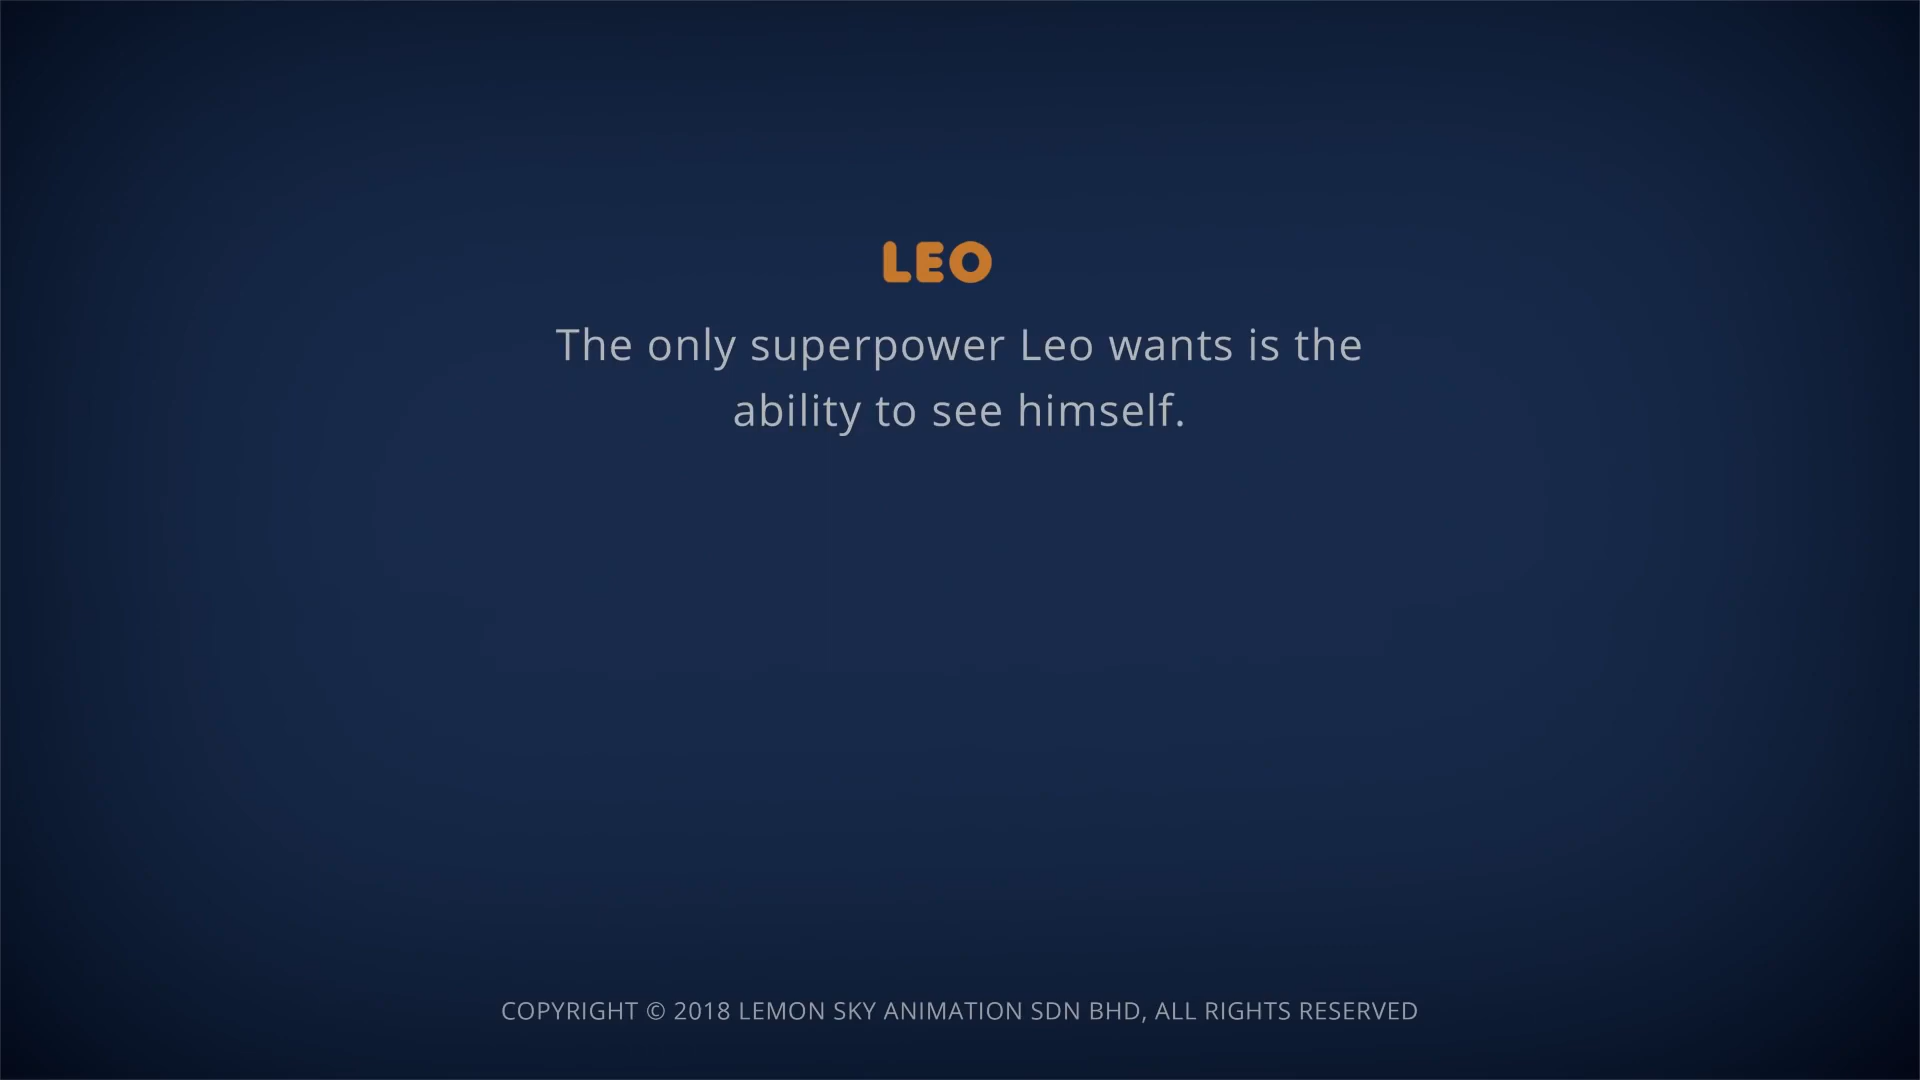 LEO
The only superpower Leo wants is the
ability to see himself.
COPYRIGHT © 2018 LEMON SKY ANIMATION SDN BHD, ALL RIGHTS RESERVED